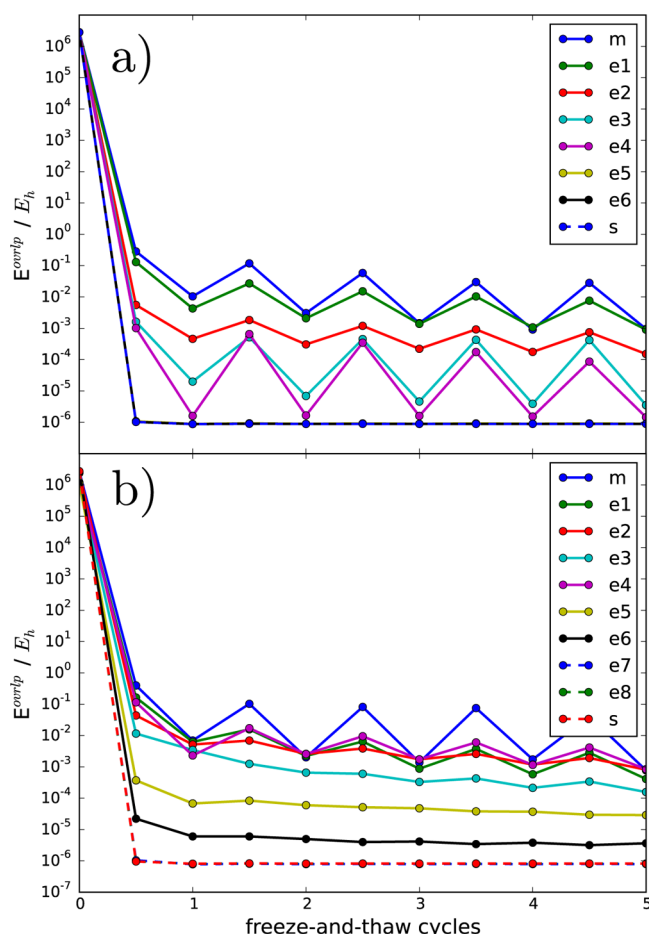 a)
10^6
10^5
10^4
10^3
10^2
10^1
10^0
10^-1
10^-2
10^-3
10^-4
10^-5
10^-6
E^ovrlp / E_h
m
e1
e2
e3
e4
e5
e6
s
b)
10^6
10^5
10^4
10^3
10^2
10^1
10^0
10^-1
10^-2
10^-3
10^-4
10^-5
10^-6
10^-7
E^ovrlp / E_h
m
e1
e2
e3
e4
e5
e6
e7
e8
s
0 1 2 3 4 5
freeze-and-thaw cycles